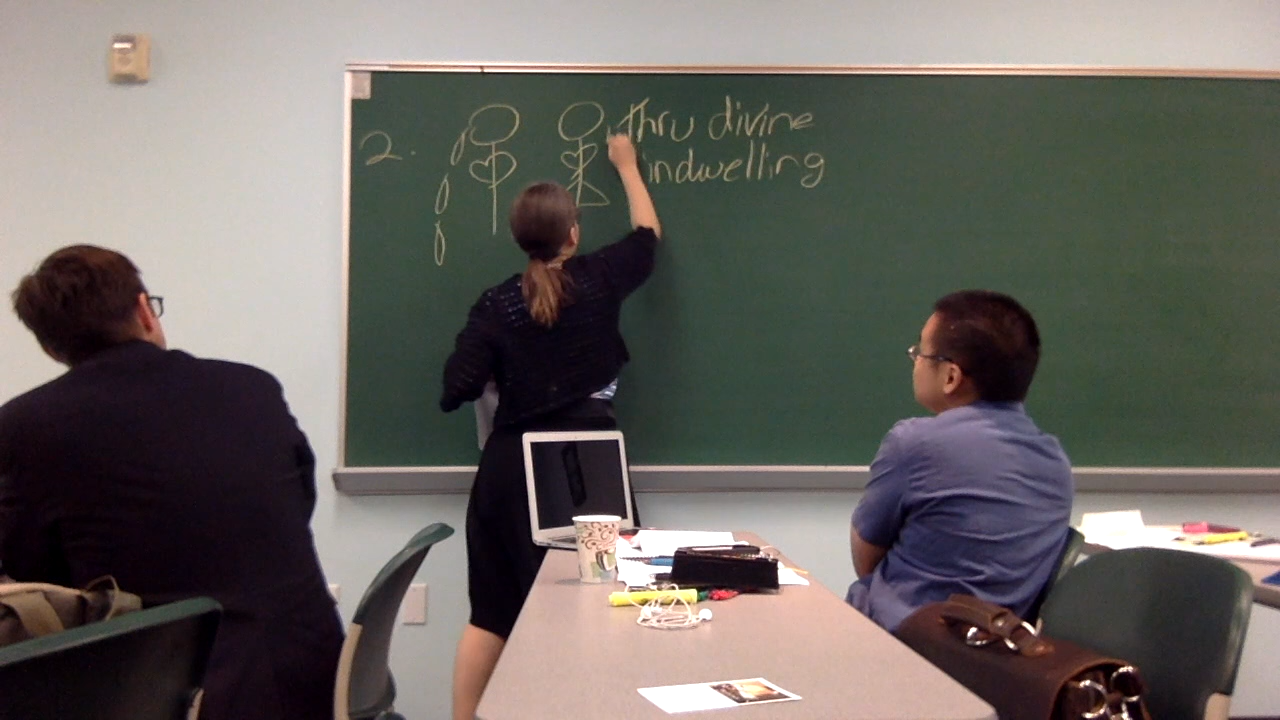 2.
thru divine
indwelling